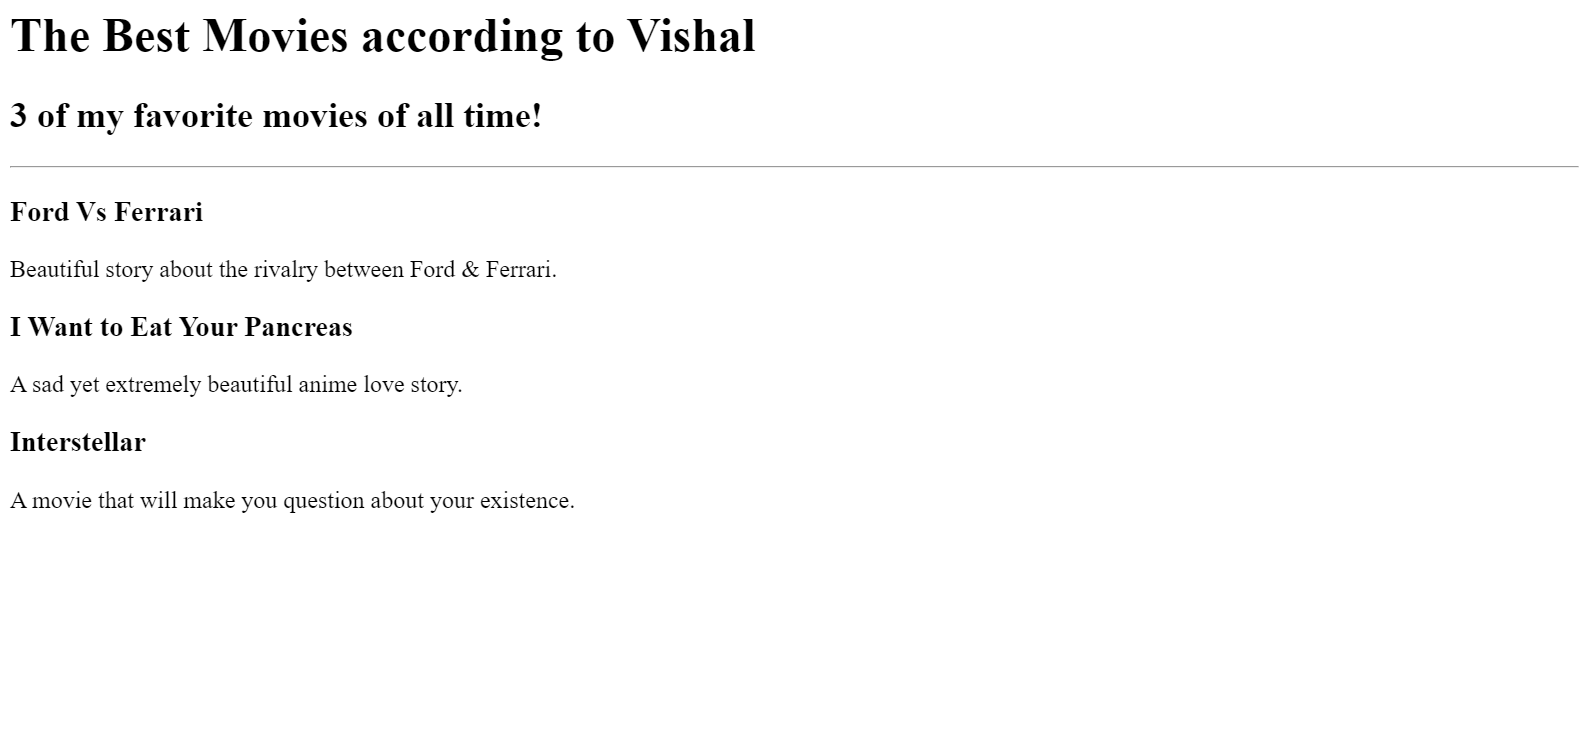 The Best Movies according to Vishal
3 of my favorite movies of all time!
Ford Vs Ferrari
Beautiful story about the rivalry between Ford & Ferrari.
I Want to Eat Your Pancreas
A sad yet extremely beautiful anime love story.
Interstellar
A movie that will make you question about your existence.